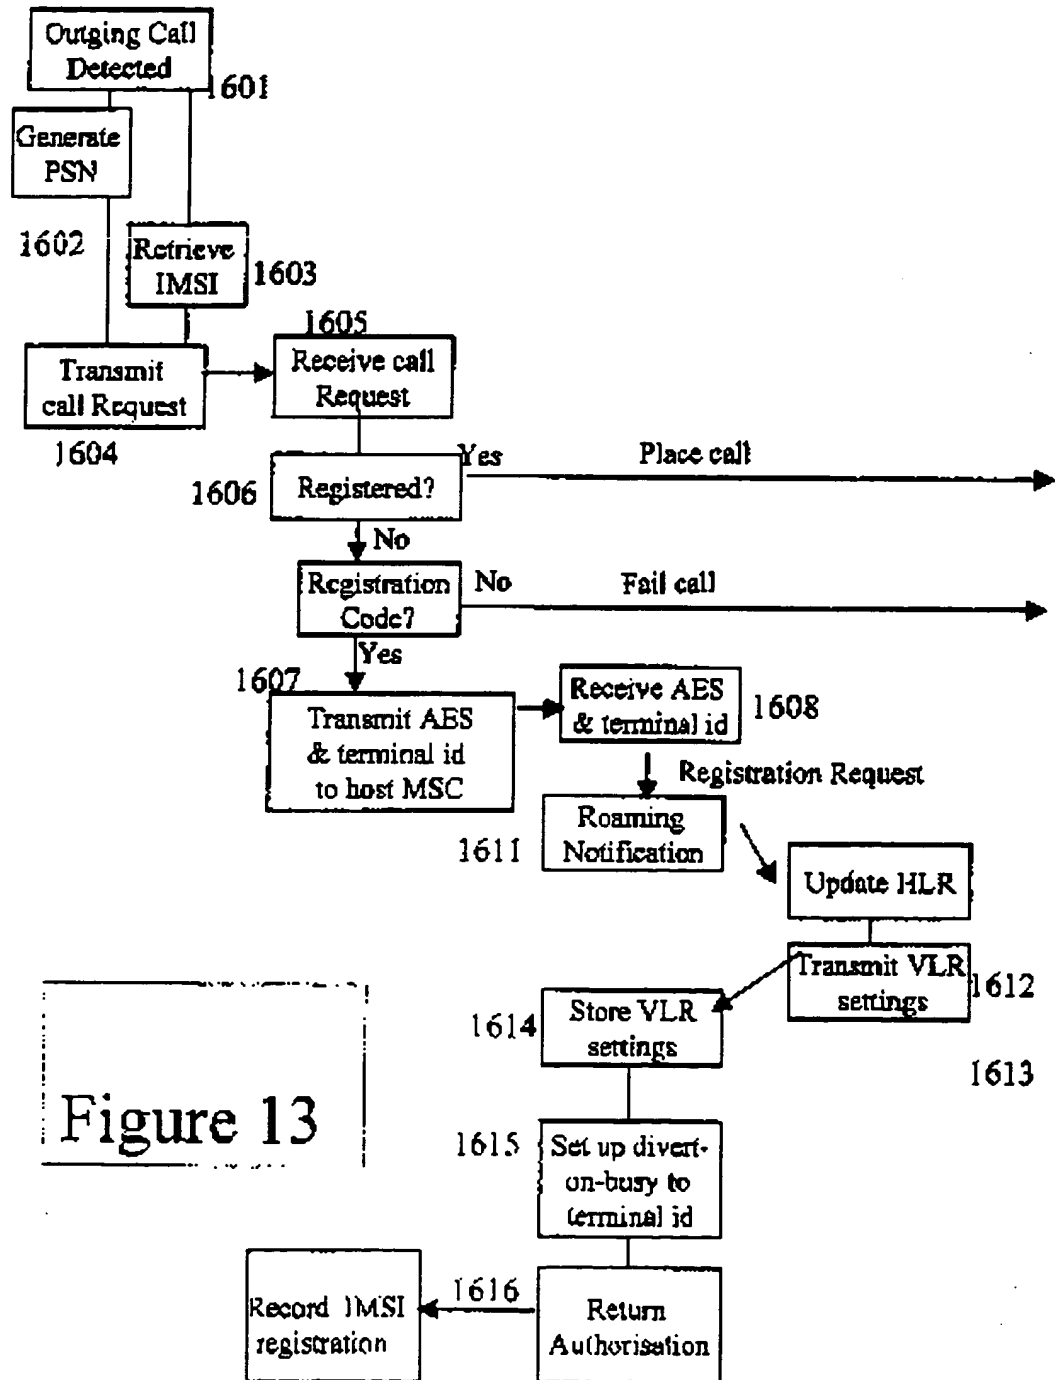 Outging Call
Detected
1601
Generate
PSN
1602
Retrieve
IMSI
1603
1605
Transmit
call Request
1604
Receive call
Request
Yes
Place call
1606
Registered?
No
Registration
Code?
No
Fail call
Yes
1607
Transmit AES
& terminal id
to host MSC
Receive AES
& terminal id
1608
Registration Request
1611
Roaming
Notification
Update HLR
Transmit VLR
settings
1612
1614
Store VLR
settings
1613
Figure 13
1615
Set up divert-
on-busy to
terminal id
1616
Record IMSI
registration
Return
Authorisation